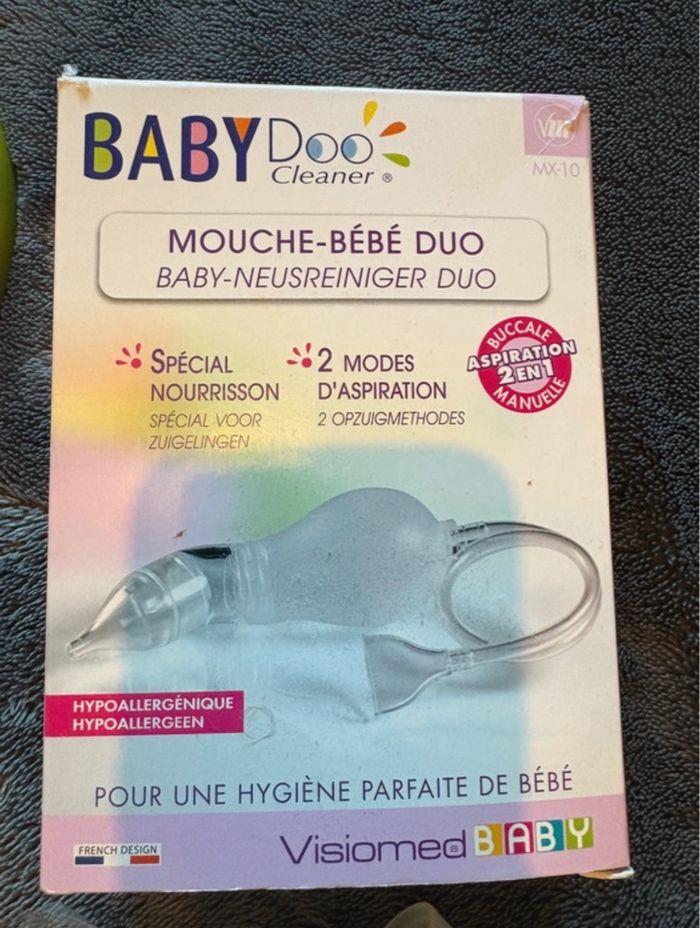 BABYDoo
Cleaner ®
VM
MX-10
MOUCHE-BÉBÉ DUO
BABY-NEUSREINIGER DUO
SPÉCIAL
NOURRISSON
SPÉCIAL VOOR
ZUIGELINGEN
2 MODES
D'ASPIRATION
2 OPZUIGMETHODES
BUCCALE
ASPIRATION
2 EN 1
MANUELLE
HYPOALLERGÉNIQUE
HYPOALLERGEEN
POUR UNE HYGIÈNE PARFAITE DE BÉBÉ
FRENCH DESIGN
Visiomed® BABY